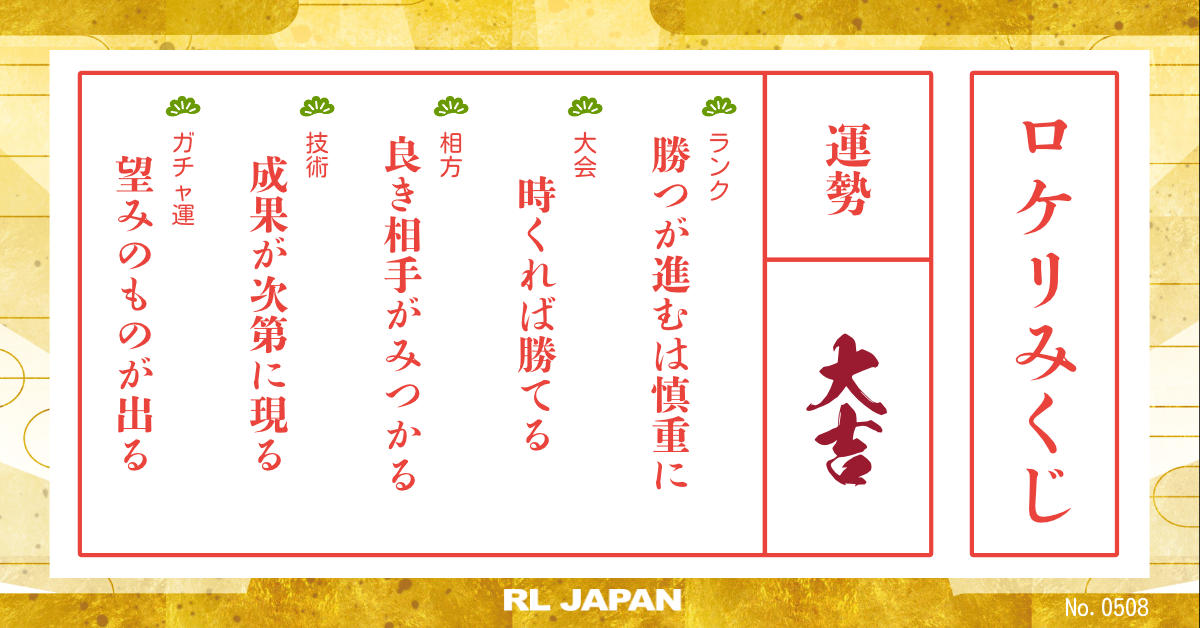 ロケリみくじ
運勢
大吉
ランク
勝つが進むは慎重に
大会
時くれば勝てる
相方
良き相手がみつかる
技術
成果が次第に現る
ガチャ運
望みのものが出る
RL JAPAN
No. 0508